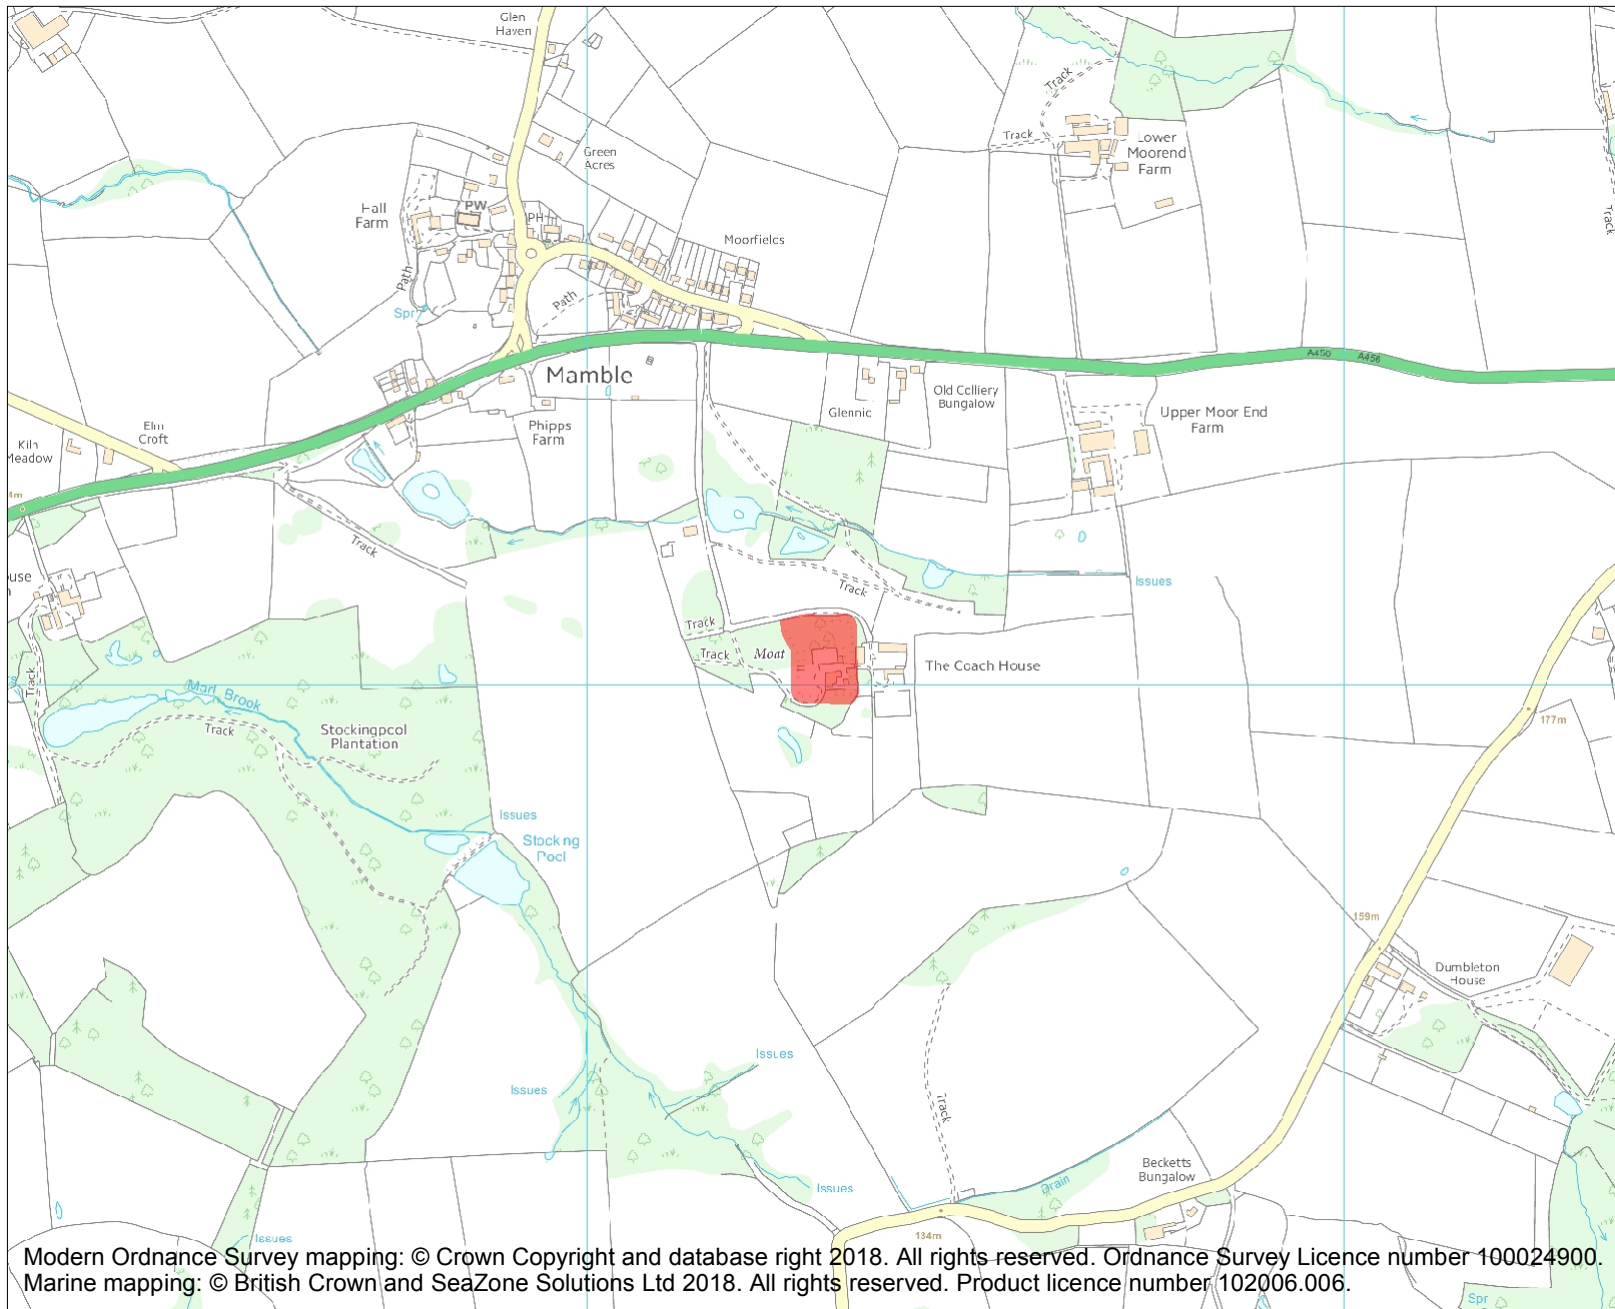 Glen
Haven
Track
Track
Lower
Moorend
Farm
Track
Green
Acres
Hall
Farm
PW
PH
Moorfields
Path
Path
Spr
A456
Mamble
Old Colliery
Bungalow
Glennic
Upper Moor End
Farm
Elm
Croft
Kiln
Meadow
Phipps
Farm
4m
Track
Issues
Track
Track
Track
Moat
The Coach House
Track
Marl Brook
Track
Stockingpool
Plantation
177m
Issues
Stocking
Pool
159m
Dumbleton
House
Issues
Issues
Track
Issues
Drain
Becketts
Bungalow
134m
Issues
Modern Ordnance Survey mapping: © Crown Copyright and database right 2018. All rights reserved. Ordnance Survey Licence number 100024900.
Marine mapping: © British Crown and SeaZone Solutions Ltd 2018. All rights reserved. Product licence number 102006.006.
Spr